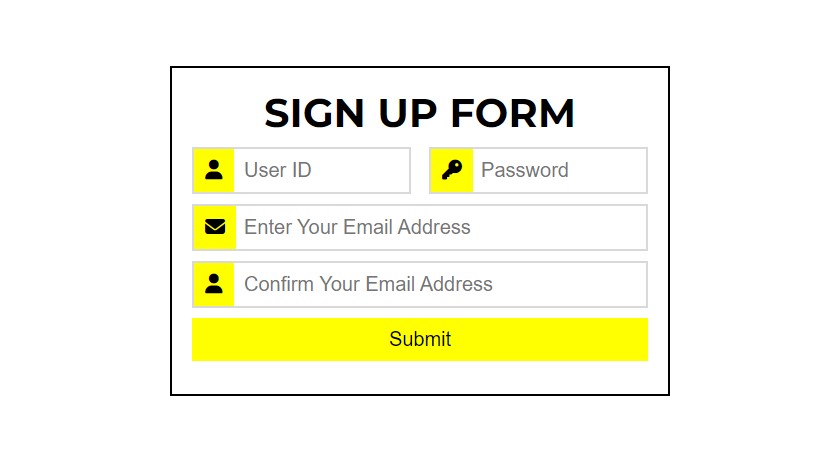 SIGN UP FORM
User ID Password
Enter Your Email Address
Confirm Your Email Address
Submit